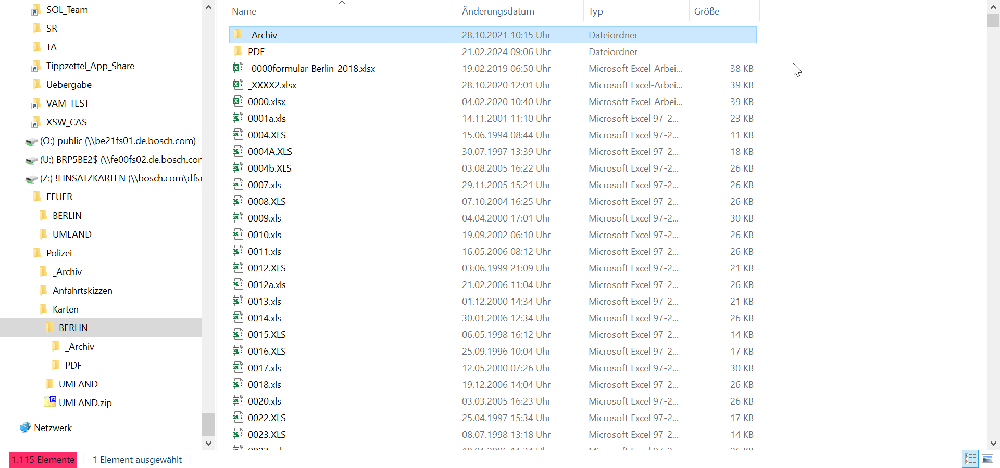 SOL_Team
SR
TA
Tippzettel_App_Share
Uebergabe
VAM_TEST
XSW_CAS
(O:) public (\\be21fs01.de.bosch.com)
(U:) BRP5BE2$ (\\fe00fs02.de.bosch.cor
(Z:) !EINSATZKARTEN (\\bosch.com\dfsr
FEUER
BERLIN
UMLAND
Polizei
_Archiv
Anfahrtskizzen
Karten
BERLIN
_Archiv
PDF
UMLAND
UMLAND.zip
Netzwerk
Name Änderungsdatum Typ Größe
_Archiv 28.10.2021 10:15 Uhr Dateiordner
PDF 21.02.2024 09:06 Uhr Dateiordner
_0000formular-Berlin_2018.xlsx 19.02.2019 06:50 Uhr Microsoft Excel-Arbei... 38 KB
_XXXX2.xlsx 28.10.2020 12:01 Uhr Microsoft Excel-Arbei... 39 KB
0000.xlsx 04.02.2020 10:40 Uhr Microsoft Excel-Arbei... 39 KB
0001a.xls 14.11.2001 11:10 Uhr Microsoft Excel 97-2... 23 KB
0004.XLS 15.06.1994 08:44 Uhr Microsoft Excel 97-2... 11 KB
0004A.XLS 30.07.1997 13:39 Uhr Microsoft Excel 97-2... 18 KB
0004b.XLS 03.08.2005 16:22 Uhr Microsoft Excel 97-2... 26 KB
0007.xls 29.11.2005 15:21 Uhr Microsoft Excel 97-2... 26 KB
0008.XLS 07.10.2004 16:25 Uhr Microsoft Excel 97-2... 26 KB
0009.xls 04.04.2000 17:01 Uhr Microsoft Excel 97-2... 30 KB
0010.xls 19.09.2002 06:10 Uhr Microsoft Excel 97-2... 26 KB
0011.xls 16.05.2006 08:12 Uhr Microsoft Excel 97-2... 26 KB
0012.XLS 03.06.1999 21:09 Uhr Microsoft Excel 97-2... 21 KB
0012a.xls 21.02.2006 11:04 Uhr Microsoft Excel 97-2... 26 KB
0013.xls 01.12.2000 14:34 Uhr Microsoft Excel 97-2... 21 KB
0014.xls 30.01.2006 12:34 Uhr Microsoft Excel 97-2... 26 KB
0015.XLS 06.05.1998 16:12 Uhr Microsoft Excel 97-2... 14 KB
0016.XLS 25.09.1996 10:04 Uhr Microsoft Excel 97-2... 17 KB
0017.xls 12.05.2000 07:26 Uhr Microsoft Excel 97-2... 30 KB
0018.xls 19.12.2006 14:04 Uhr Microsoft Excel 97-2... 26 KB
0020.xls 03.03.2005 16:23 Uhr Microsoft Excel 97-2... 26 KB
0022.XLS 25.04.1997 15:34 Uhr Microsoft Excel 97-2... 17 KB
0023.XLS 08.07.1998 13:18 Uhr Microsoft Excel 97-2... 14 KB
1.115 Elemente 1 Element ausgewählt